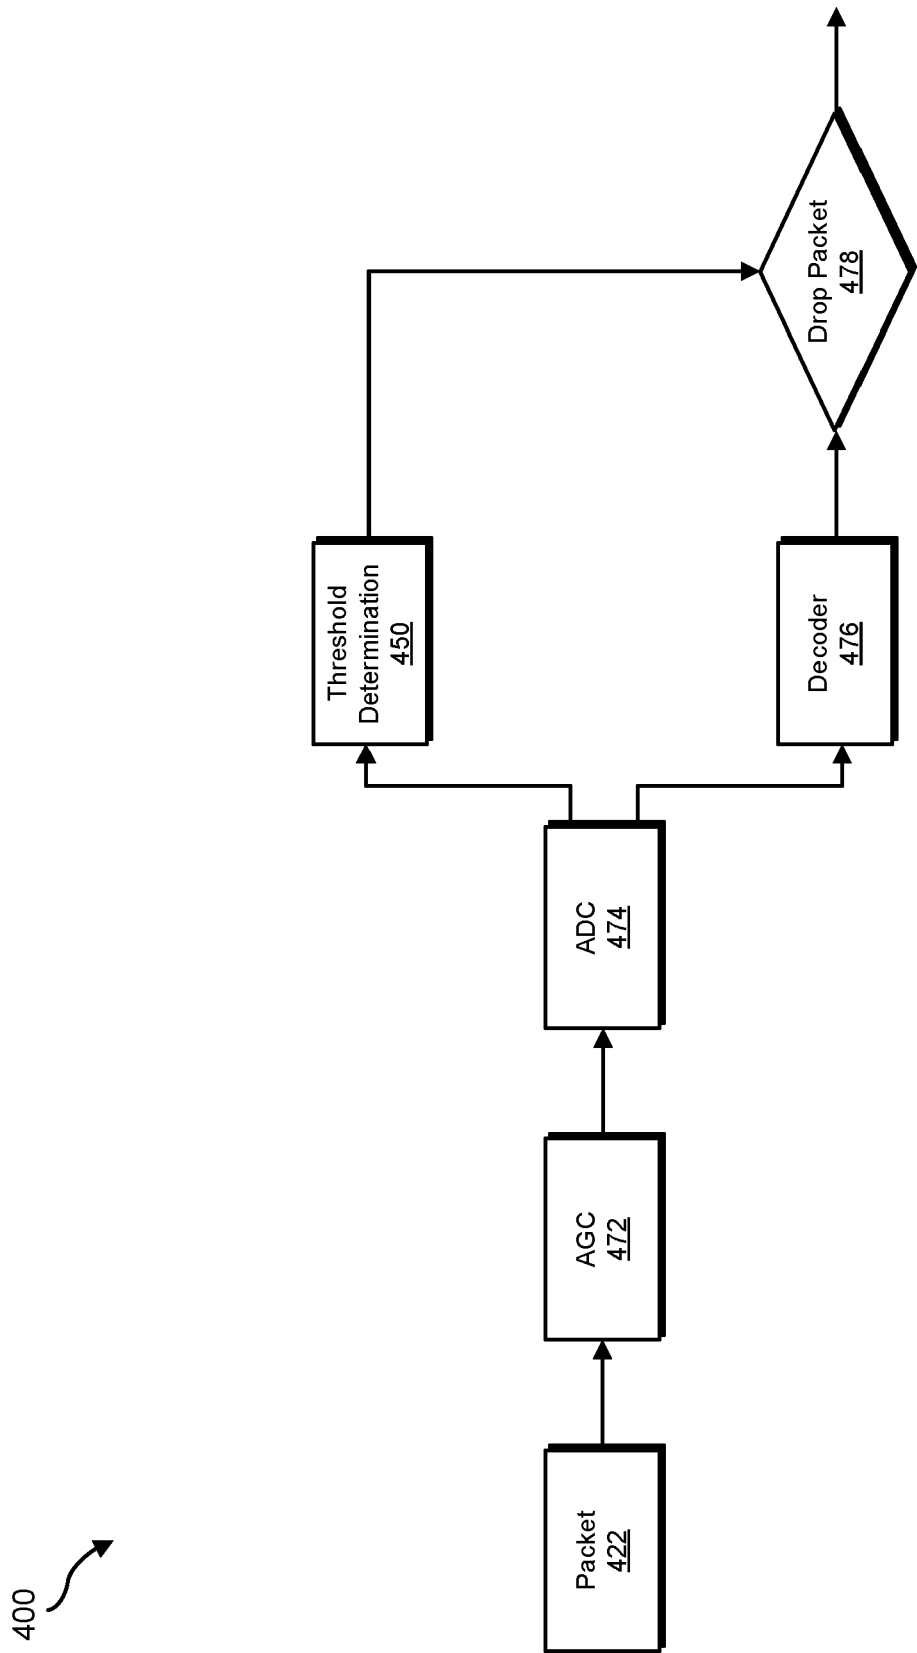 400
Packet
422
AGC
472
ADC
474
Threshold
Determination
450
Decoder
476
Drop Packet
478